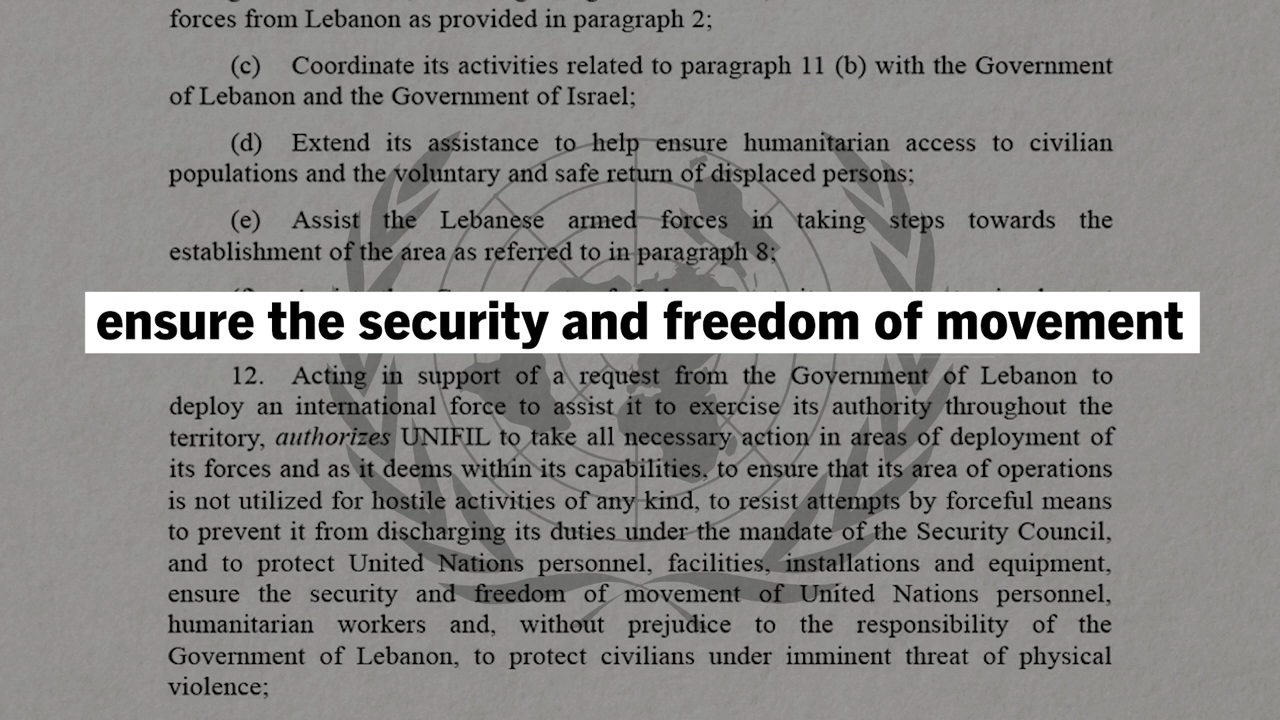 forces from Lebanon as provided in paragraph 2;
(c) Coordinate its activities related to paragraph 11 (b) with the Government
of Lebanon and the Government of Israel;
(d) Extend its assistance to help ensure humanitarian access to civilian
populations and the voluntary and safe return of displaced persons;
(e) Assist the Lebanese armed forces in taking steps towards the
establishment of the area as referred to in paragraph 8;
ensure the security and freedom of movement
12. Acting in support of a request from the Government of Lebanon to
deploy an international force to assist it to exercise its authority throughout the
territory, authorizes UNIFIL to take all necessary action in areas of deployment of
its forces and as it deems within its capabilities, to ensure that its area of operations
is not utilized for hostile activities of any kind, to resist attempts by forceful means
to prevent it from discharging its duties under the mandate of the Security Council,
and to protect United Nations personnel, facilities, installations and equipment,
ensure the security and freedom of movement of United Nations personnel,
humanitarian workers and, without prejudice to the responsibility of the
Government of Lebanon, to protect civilians under imminent threat of physical
violence;